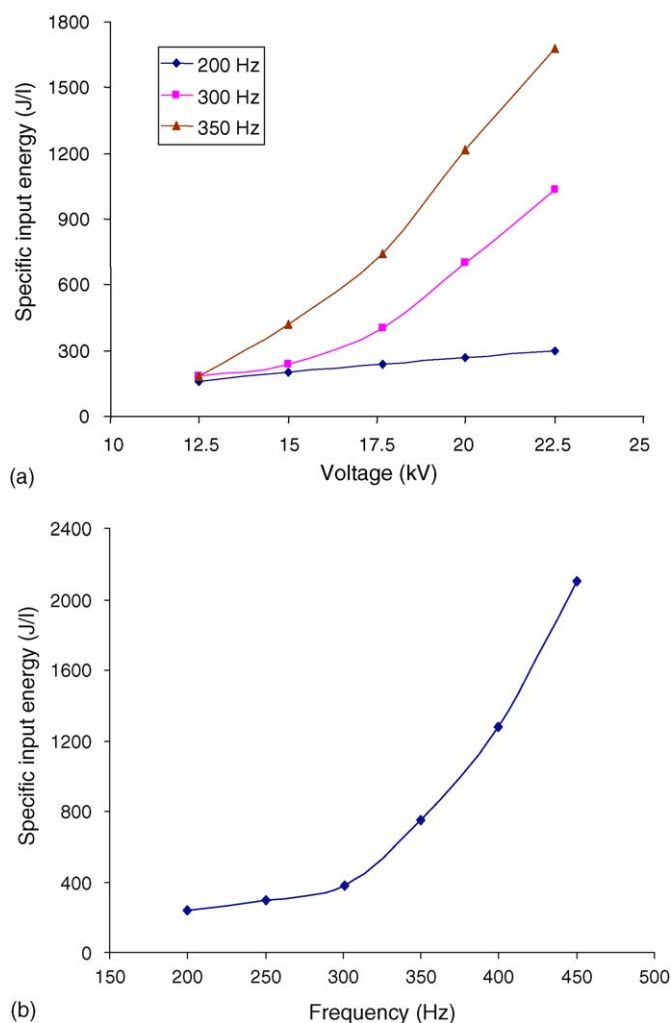 1800
1500
1200
900
600
300
0
Specific input energy (J/l)
200 Hz
300 Hz
350 Hz
10 12.5 15 17.5 20 22.5 25
Voltage (kV)
(a)
2400
2000
1600
1200
800
400
0
Specific input energy (J/l)
150 200 250 300 350 400 450 500
Frequency (Hz)
(b)